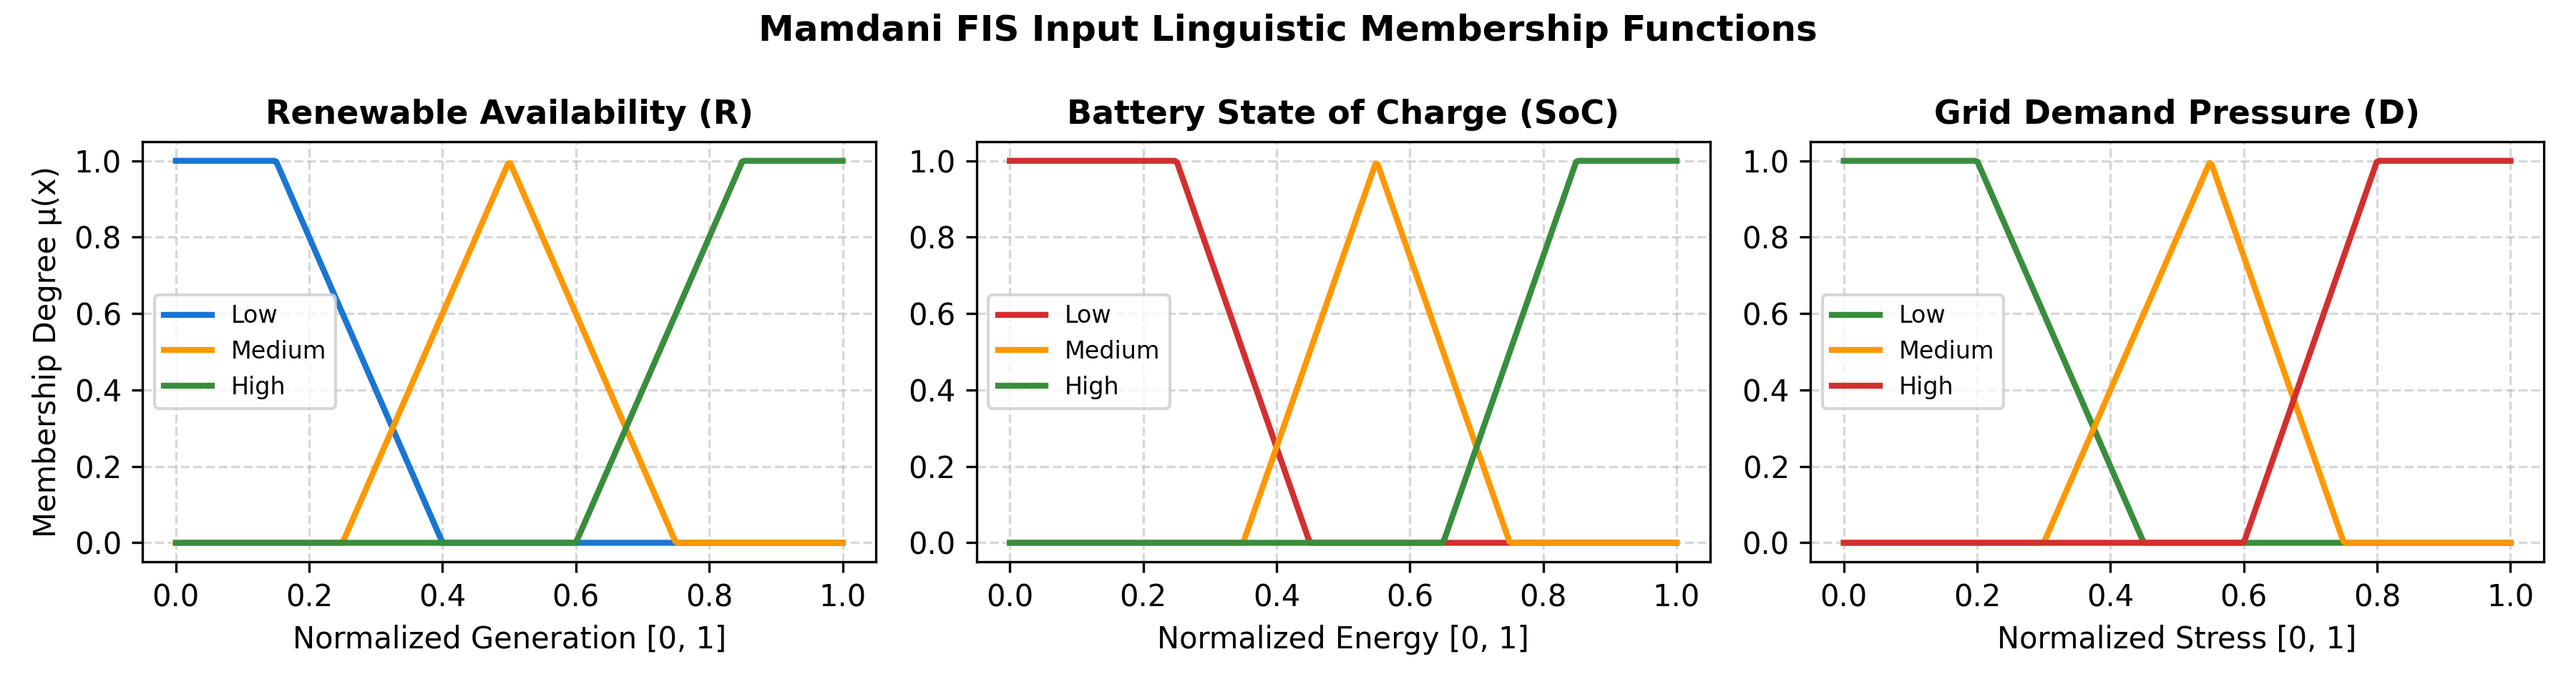 Mamdani FIS Input Linguistic Membership Functions
Renewable Availability (R)
Membership Degree μ(x)
1.0
0.8
0.6
0.4
0.2
0.0
Low
Medium
High
0.0 0.2 0.4 0.6 0.8 1.0
Normalized Generation [0, 1]
Battery State of Charge (SoC)
1.0
0.8
0.6
0.4
0.2
0.0
Low
Medium
High
0.0 0.2 0.4 0.6 0.8 1.0
Normalized Energy [0, 1]
Grid Demand Pressure (D)
1.0
0.8
0.6
0.4
0.2
0.0
Low
Medium
High
0.0 0.2 0.4 0.6 0.8 1.0
Normalized Stress [0, 1]